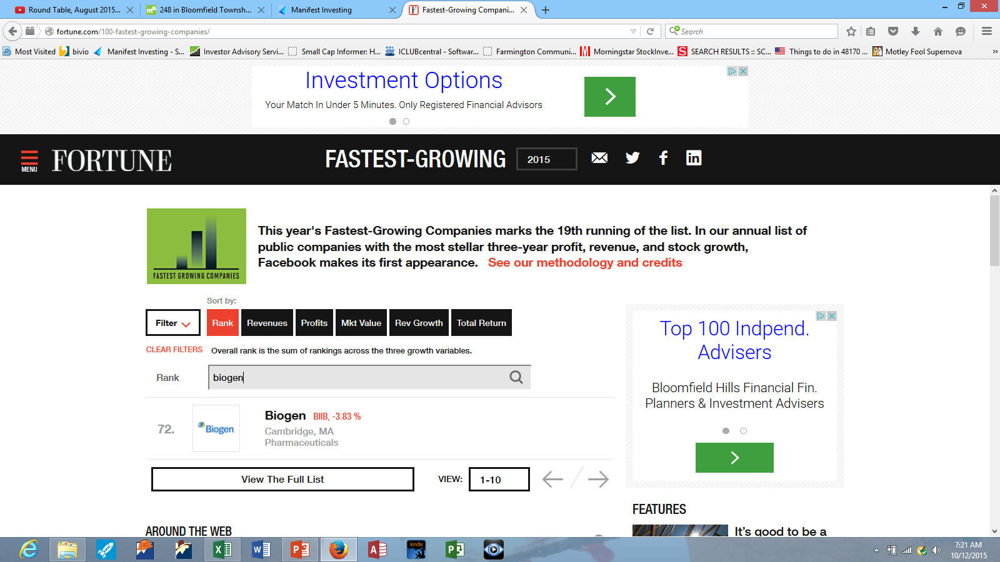 Round Table, August 2015...
248 in Bloomfield Townsh...
Manifest Investing
Fastest-Growing Compani...
fortune.com/100-fastest-growing-companies/
Search
Most Visited
bivio
Manifest Investing - S...
Investor Advisory Servi...
Small Cap Informer: H...
ICLUBcentral - Softwar...
Farmington Communi...
Morningstar StockInve...
SEARCH RESULTS :: SC...
Things to do in 48170 ...
Motley Fool Supernova
Investment Options
Your Match In Under 5 Minutes. Only Registered Financial Advisors
MENU
FORTUNE
FASTEST-GROWING
2015
FASTEST GROWING COMPANIES
This year's Fastest-Growing Companies marks the 19th running of the list. In our annual list of
public companies with the most stellar three-year profit, revenue, and stock growth,
Facebook makes its first appearance. See our methodology and credits
Sort by:
Filter
Rank
Revenues
Profits
Mkt Value
Rev Growth
Total Return
CLEAR FILTERS
Overall rank is the sum of rankings across the three growth variables.
Rank
biogen
72.
Biogen
Biogen BIIB, -3.83 %
Cambridge, MA
Pharmaceuticals
View The Full List
VIEW:
1-10
Top 100 Indpend.
Advisers
Bloomfield Hills Financial Fin.
Planners & Investment Advisers
FEATURES
It's good to be a
AROUND THE WEB
kindle
7:21 AM
10/12/2015